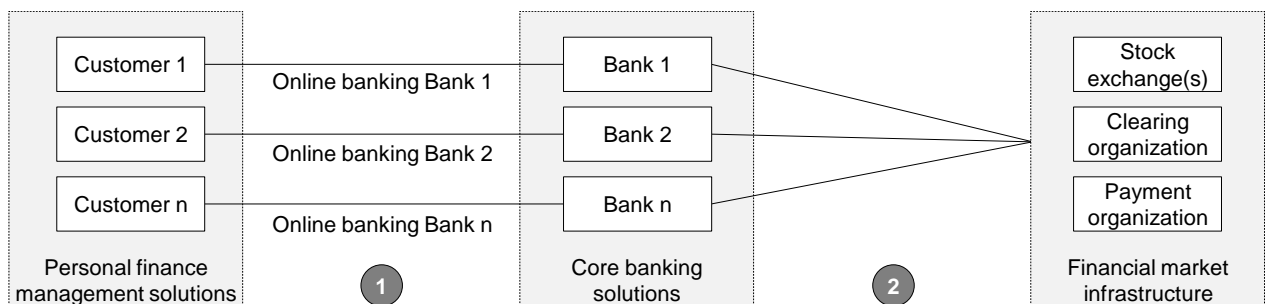 Customer 1
Online banking Bank 1
Bank 1
Stock
exchange(s)
Customer 2
Online banking Bank 2
Bank 2
Clearing
organization
Customer n
Online banking Bank n
Bank n
Payment
organization
Personal finance
management solutions
1
Core banking
solutions
2
Financial market
infrastructure